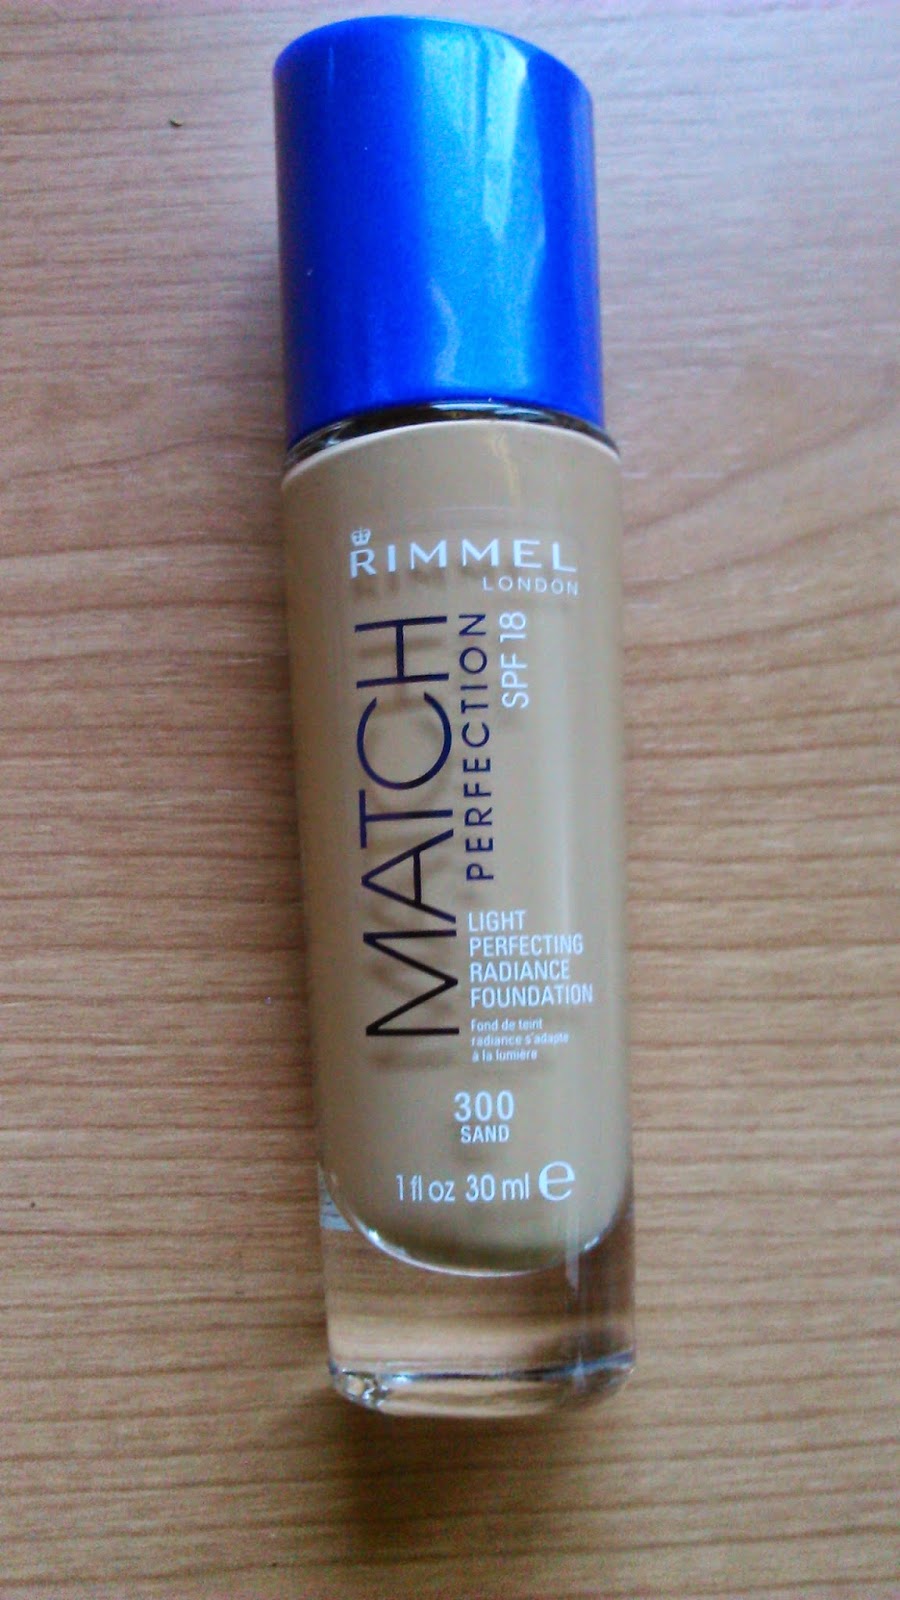 RIMMEL
LONDON
MATCH
PERFECTION
SPF 18
LIGHT
PERFECTING
RADIANCE
FOUNDATION
Fond de teint
radiance s'adapte
à la lumière
300
SAND
1 fl oz 30 ml e